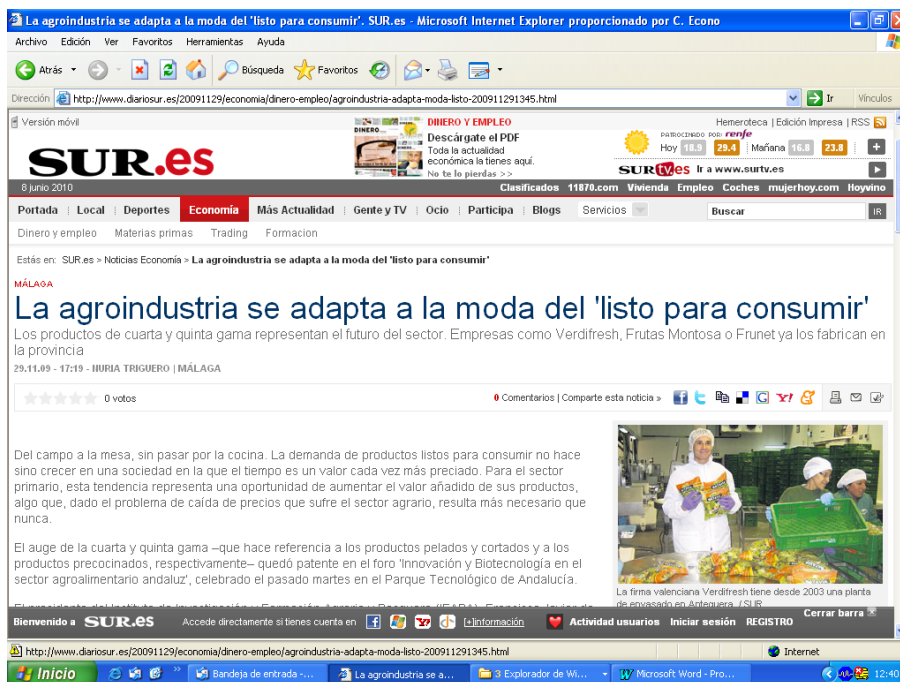 La agroindustria se adapta a la moda del 'listo para consumir'. SUR.es - Microsoft Internet Explorer proporcionado por C. Econo
Archivo Edición Ver Favoritos Herramientas Ayuda
Atrás Búsqueda Favoritos
Dirección http://www.diariosur.es/20091129/economia/dinero-empleo/agroindustria-adapta-moda-listo-200911291345.html Ir Vínculos
Versión móvil
DINERO Y EMPLEO
Descárgate el PDF
Toda la actualidad
económica la tienes aquí.
No te lo pierdas >>
Hemeroteca | Edición Impresa | RSS
PATROCINADO POR: renfe
Hoy 18.9 29.4 Mañana 16.8 23.8
SUR.es
SURtv.es Ir a www.surtv.es
8 junio 2010
Clasificados 11870.com Vivienda Empleo Coches mujerhoy.com Hoyvino
Portada Local Deportes Economía Más Actualidad Gente y TV Ocio Participa Blogs Servicios Buscar IR
Dinero y empleo Materias primas Trading Formacion
Estás en: SUR.es > Noticias Economía > La agroindustria se adapta a la moda del 'listo para consumir'
MÁLAGA
La agroindustria se adapta a la moda del 'listo para consumir'
Los productos de cuarta y quinta gama representan el futuro del sector. Empresas como Verdifresh, Frutas Montosa o Frunet ya los fabrican en
la provincia
29.11.09 - 17:19 - NURIA TRIGUERO | MÁLAGA
0 votos
0 Comentarios | Comparte esta noticia »
Del campo a la mesa, sin pasar por la cocina. La demanda de productos listos para consumir no hace
sino crecer en una sociedad en la que el tiempo es un valor cada vez más preciado. Para el sector
primario, esta tendencia representa una oportunidad de aumentar el valor añadido de sus productos,
algo que, dado el problema de caída de precios que sufre el sector agrario, resulta más necesario que
nunca.
El auge de la cuarta y quinta gama –que hace referencia a los productos pelados y cortados y a los
productos precocinados, respectivamente– quedó patente en el foro 'Innovación y Biotecnología en el
sector agroalimentario andaluz', celebrado el pasado martes en el Parque Tecnológico de Andalucía.
La firma valenciana Verdifresh tiene desde 2003 una planta
de envasado en Antequera. / SUR
Bienvenido a SUR.es Accede directamente si tienes cuenta en [+]información Actividad usuarios Iniciar sesión REGISTRO Cerrar barra
http://www.diariosur.es/20091129/economia/dinero-empleo/agroindustria-adapta-moda-listo-200911291345.html Internet
Inicio Bandeja de entrada -... La agroindustria se a... 3 Explorador de Wi... Microsoft Word - Pro... 12:40